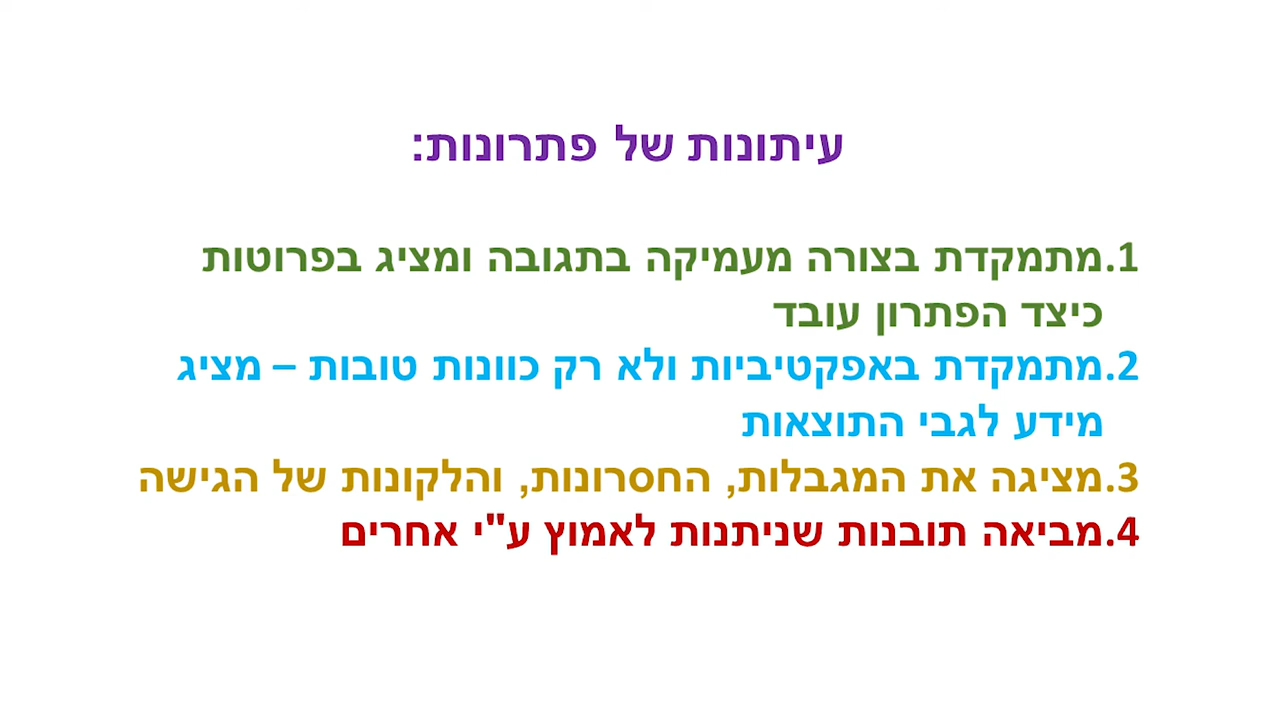 עיתונות של פתרונות:
1.מתמקדת בצורה מעמיקה בתגובה ומציג בפרוטות
כיצד הפתרון עובד
2.מתמקדת באפקטיביות ולא רק כוונות טובות – מציג
מידע לגבי התוצאות
3.מציגה את המגבלות, החסרונות, והלקונות של הגישה
4.מביאה תובנות שניתנות לאמוץ ע"י אחרים